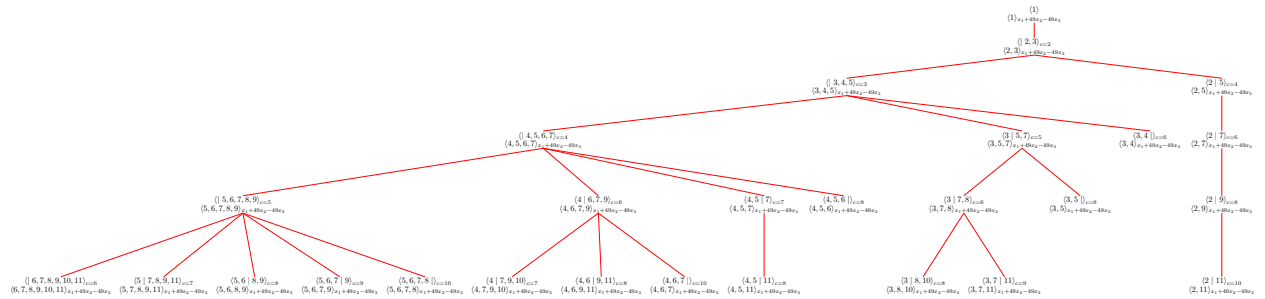 ⟨1⟩
⟨1⟩x₁+49x₂−49x₃
⟨| 2, 3⟩c=2
⟨2, 3⟩x₁+49x₂−49x₃
⟨| 3, 4, 5⟩c=3
⟨3, 4, 5⟩x₁+49x₂−49x₃
⟨2 | 5⟩c=4
⟨2, 5⟩x₁+49x₂−49x₃
⟨| 4, 5, 6, 7⟩c=4
⟨4, 5, 6, 7⟩x₁+49x₂−49x₃
⟨3 | 5, 7⟩c=5
⟨3, 5, 7⟩x₁+49x₂−49x₃
⟨3, 4 |⟩c=6
⟨3, 4⟩x₁+49x₂−49x₃
⟨2 | 7⟩c=6
⟨2, 7⟩x₁+49x₂−49x₃
⟨| 5, 6, 7, 8, 9⟩c=5
⟨5, 6, 7, 8, 9⟩x₁+49x₂−49x₃
⟨4 | 6, 7, 9⟩c=6
⟨4, 6, 7, 9⟩x₁+49x₂−49x₃
⟨4, 5 | 7⟩c=7
⟨4, 5, 7⟩x₁+49x₂−49x₃
⟨4, 5, 6 |⟩c=8
⟨4, 5, 6⟩x₁+49x₂−49x₃
⟨3 | 7, 8⟩c=6
⟨3, 7, 8⟩x₁+49x₂−49x₃
⟨3, 5 |⟩c=8
⟨3, 5⟩x₁+49x₂−49x₃
⟨2 | 9⟩c=8
⟨2, 9⟩x₁+49x₂−49x₃
⟨| 6, 7, 8, 9, 10, 11⟩c=6
⟨6, 7, 8, 9, 10, 11⟩x₁+49x₂−49x₃
⟨5 | 7, 8, 9, 11⟩c=7
⟨5, 7, 8, 9, 11⟩x₁+49x₂−49x₃
⟨5, 6 | 8, 9⟩c=8
⟨5, 6, 8, 9⟩x₁+49x₂−49x₃
⟨5, 6, 7 | 9⟩c=9
⟨5, 6, 7, 9⟩x₁+49x₂−49x₃
⟨5, 6, 7, 8 |⟩c=10
⟨5, 6, 7, 8⟩x₁+49x₂−49x₃
⟨4 | 7, 9, 10⟩c=7
⟨4, 7, 9, 10⟩x₁+49x₂−49x₃
⟨4, 6 | 9, 11⟩c=8
⟨4, 6, 9, 11⟩x₁+49x₂−49x₃
⟨4, 6, 7 |⟩c=10
⟨4, 6, 7⟩x₁+49x₂−49x₃
⟨4, 5 | 11⟩c=8
⟨4, 5, 11⟩x₁+49x₂−49x₃
⟨3 | 8, 10⟩c=8
⟨3, 8, 10⟩x₁+49x₂−49x₃
⟨3, 7 | 11⟩c=9
⟨3, 7, 11⟩x₁+49x₂−49x₃
⟨2 | 11⟩c=10
⟨2, 11⟩x₁+49x₂−49x₃